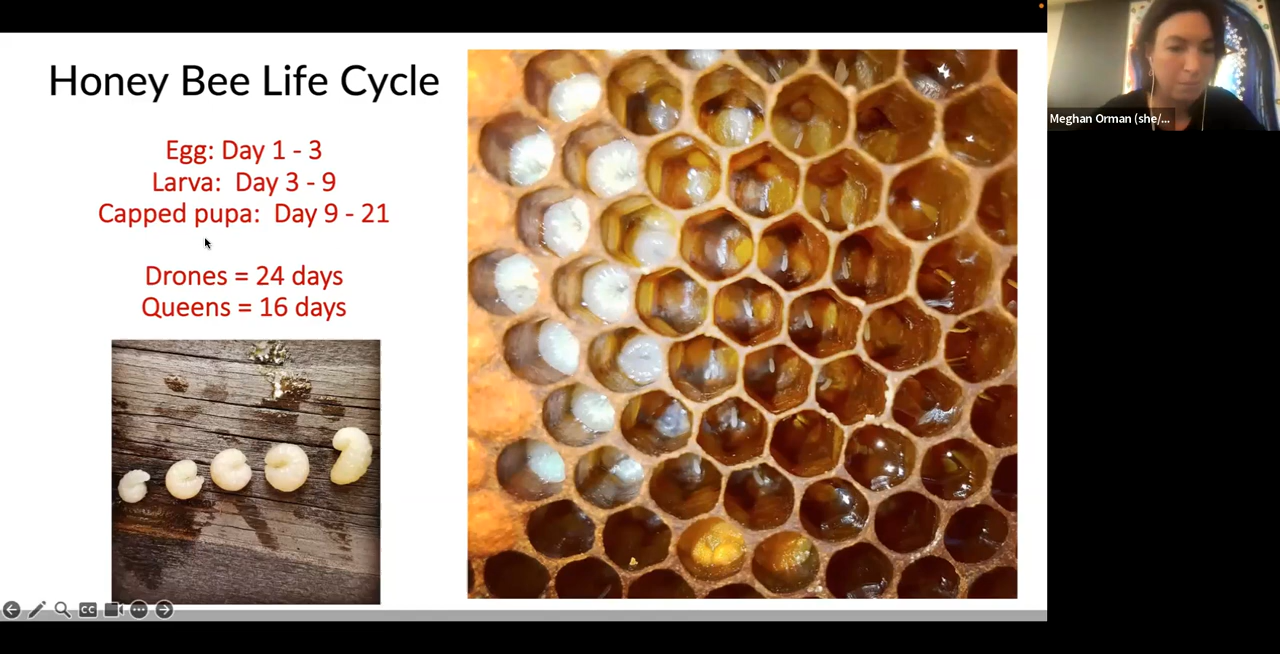 Honey Bee Life Cycle
Egg: Day 1 - 3
Larva:  Day 3 - 9
Capped pupa:  Day 9 - 21
Drones = 24 days
Queens = 16 days
Meghan Orman (she/...
CC